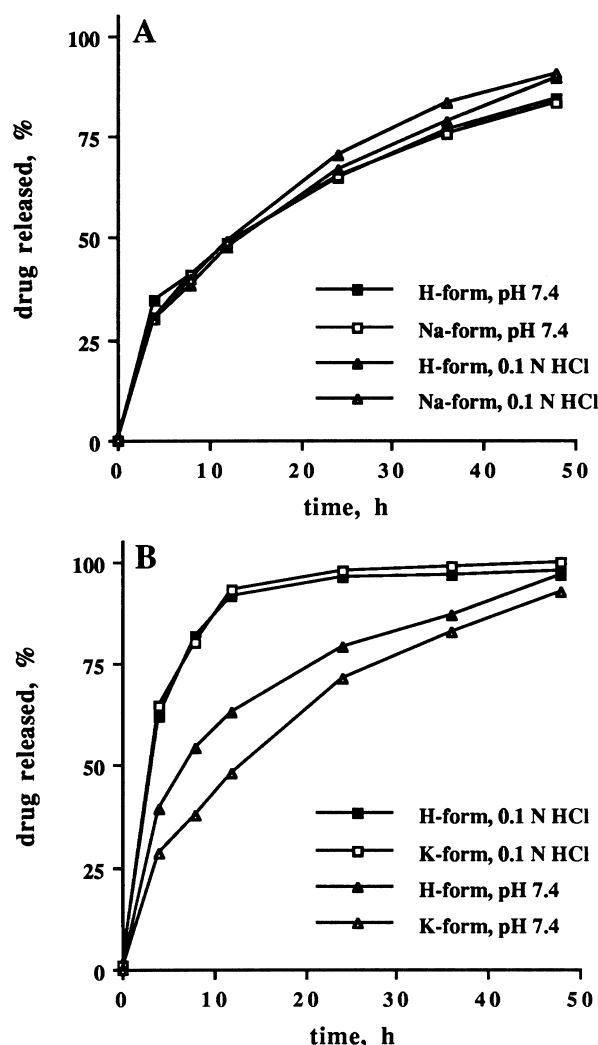 A
drug released, %
100
75
50
25
0
H-form, pH 7.4
Na-form, pH 7.4
H-form, 0.1 N HCl
Na-form, 0.1 N HCl
0 10 20 30 40 50
time, h
B
drug released, %
100
75
50
25
0
H-form, 0.1 N HCl
K-form, 0.1 N HCl
H-form, pH 7.4
K-form, pH 7.4
0 10 20 30 40 50
time, h